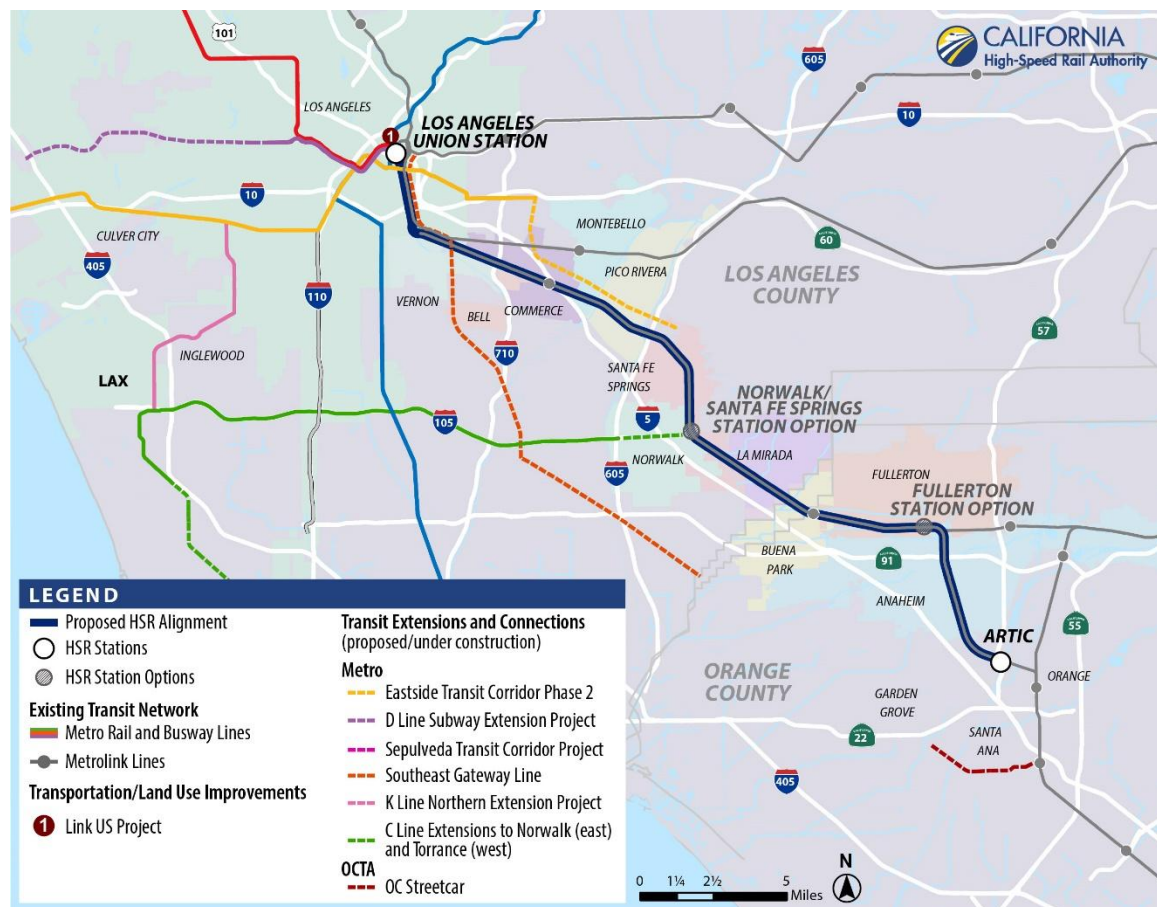 CALIFORNIA
High-Speed Rail Authority
101
605
LOS ANGELES
10
1
LOS ANGELES
UNION STATION
10
MONTEBELLO
CULVER CITY
60
405
PICO RIVERA
LOS ANGELES
COUNTY
110
VERNON
COMMERCE
BELL
57
INGLEWOOD
710
SANTA FE
SPRINGS
LAX
NORWALK/
SANTA FE SPRINGS
STATION OPTION
105
5
NORWALK
LA MIRADA
605
FULLERTON
FULLERTON
STATION OPTION
BUENA
PARK
91
ANAHEIM
55
ARTIC
ORANGE
COUNTY
ORANGE
GARDEN
GROVE
22
SANTA
ANA
405
LEGEND
Proposed HSR Alignment
HSR Stations
HSR Station Options
Existing Transit Network
Metro Rail and Busway Lines
Metrolink Lines
Transportation/Land Use Improvements
1 Link US Project
Transit Extensions and Connections
(proposed/under construction)
Metro
Eastside Transit Corridor Phase 2
D Line Subway Extension Project
Sepulveda Transit Corridor Project
Southeast Gateway Line
K Line Northern Extension Project
C Line Extensions to Norwalk (east)
and Torrance (west)
OCTA
OC Streetcar
N
0 1¼ 2½ 5
Miles